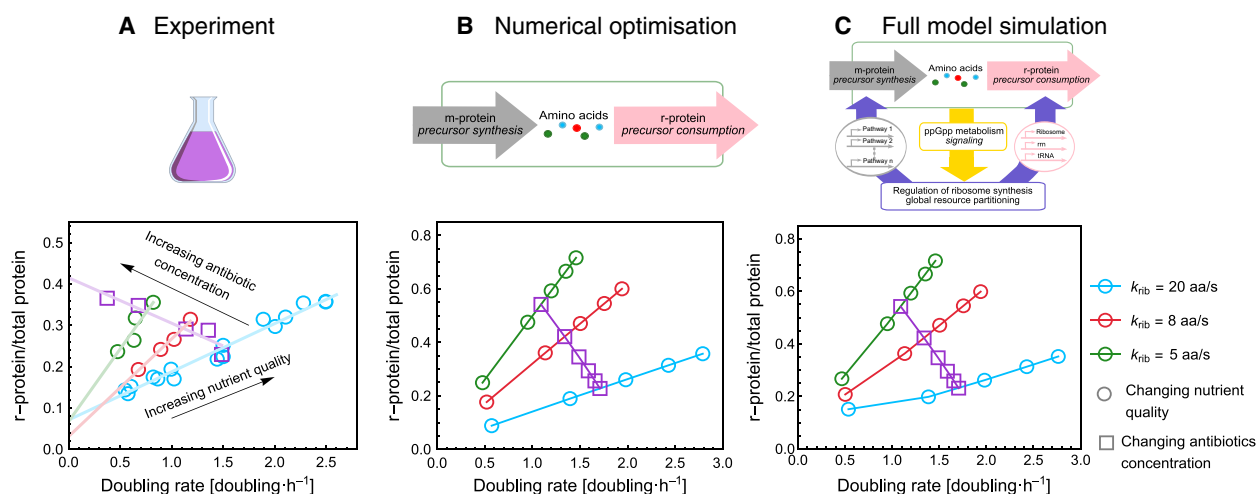 A Experiment
B Numerical optimisation
m-protein
precursor synthesis
Amino acids
r-protein
precursor consumption
C Full model simulation
m-protein
precursor synthesis
Amino acids
r-protein
precursor consumption
Pathway 1
Pathway 2
Pathway n
ppGpp metabolism
signaling
Ribosome
rrn
tRNA
Regulation of ribosome synthesis
global resource partitioning
r−protein/total protein
0.5
0.4
0.3
0.2
0.1
0.0
Increasing antibiotic
concentration
Increasing nutrient quality
0.0 0.5 1.0 1.5 2.0 2.5
Doubling rate [doubling·h−1]
0.8
0.6
0.4
0.2
0.0
0.0 0.5 1.0 1.5 2.0 2.5 3.0
Doubling rate [doubling·h−1]
r−protein/total protein
0.8
0.6
0.4
0.2
0.0
0.0 0.5 1.0 1.5 2.0 2.5 3.0
Doubling rate [doubling·h−1]
krib = 20 aa/s
krib = 8 aa/s
krib = 5 aa/s
Changing nutrient
quality
Changing antibiotics
concentration